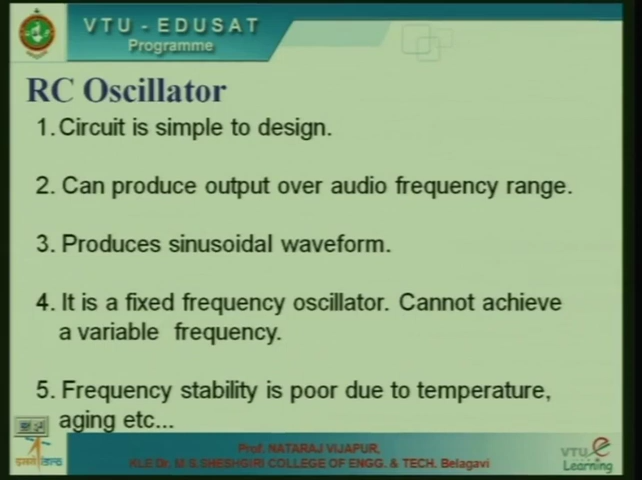 VTU - EDUSAT
Programme
RC Oscillator
1. Circuit is simple to design.
2. Can produce output over audio frequency range.
3. Produces sinusoidal waveform.
4. It is a fixed frequency oscillator. Cannot achieve
a variable frequency.
5. Frequency stability is poor due to temperature,
aging etc...
Prof. NATARAJ VIJAPUR,
KLE Dr. M S SHESHGIRI COLLEGE OF ENGG. & TECH. Belagavi
VTU e
Learning